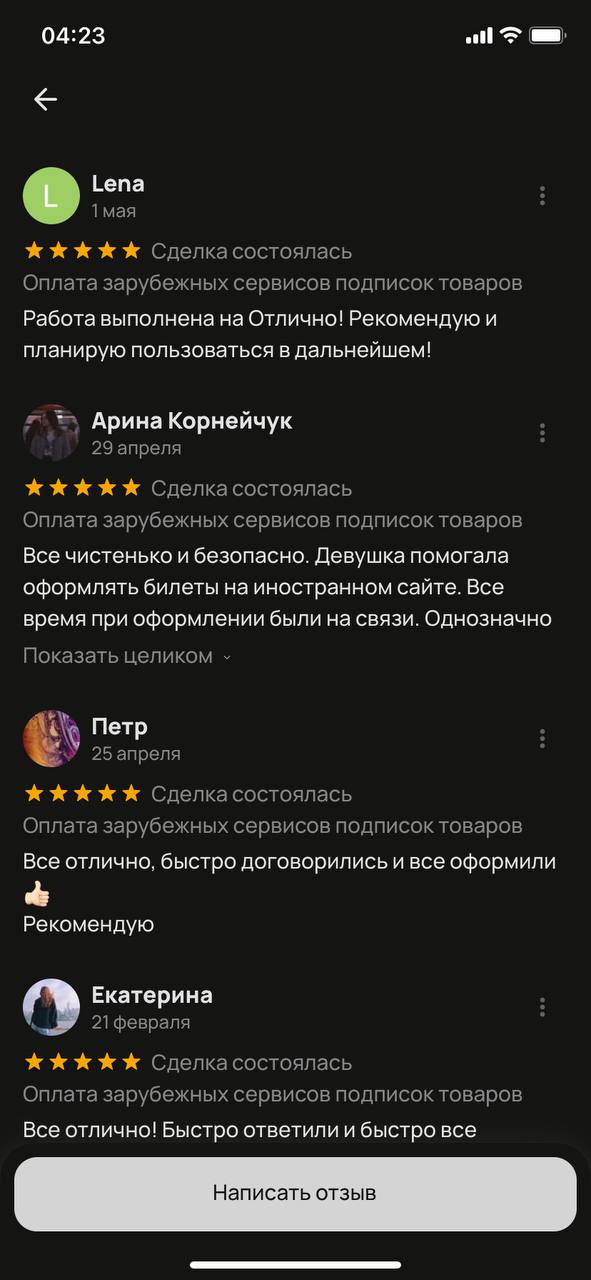 04:23
L
Lena
1 мая
Сделка состоялась
Оплата зарубежных сервисов подписок товаров
Работа выполнена на Отлично! Рекомендую и
планирую пользоваться в дальнейшем!
Арина Корнейчук
29 апреля
Сделка состоялась
Оплата зарубежных сервисов подписок товаров
Все чистенько и безопасно. Девушка помогала
оформлять билеты на иностранном сайте. Все
время при оформлении были на связи. Однозначно
Показать целиком
Петр
25 апреля
Сделка состоялась
Оплата зарубежных сервисов подписок товаров
Все отлично, быстро договорились и все оформили
👍🏻
Рекомендую
Екатерина
21 февраля
Сделка состоялась
Оплата зарубежных сервисов подписок товаров
Все отлично! Быстро ответили и быстро все
Написать отзыв